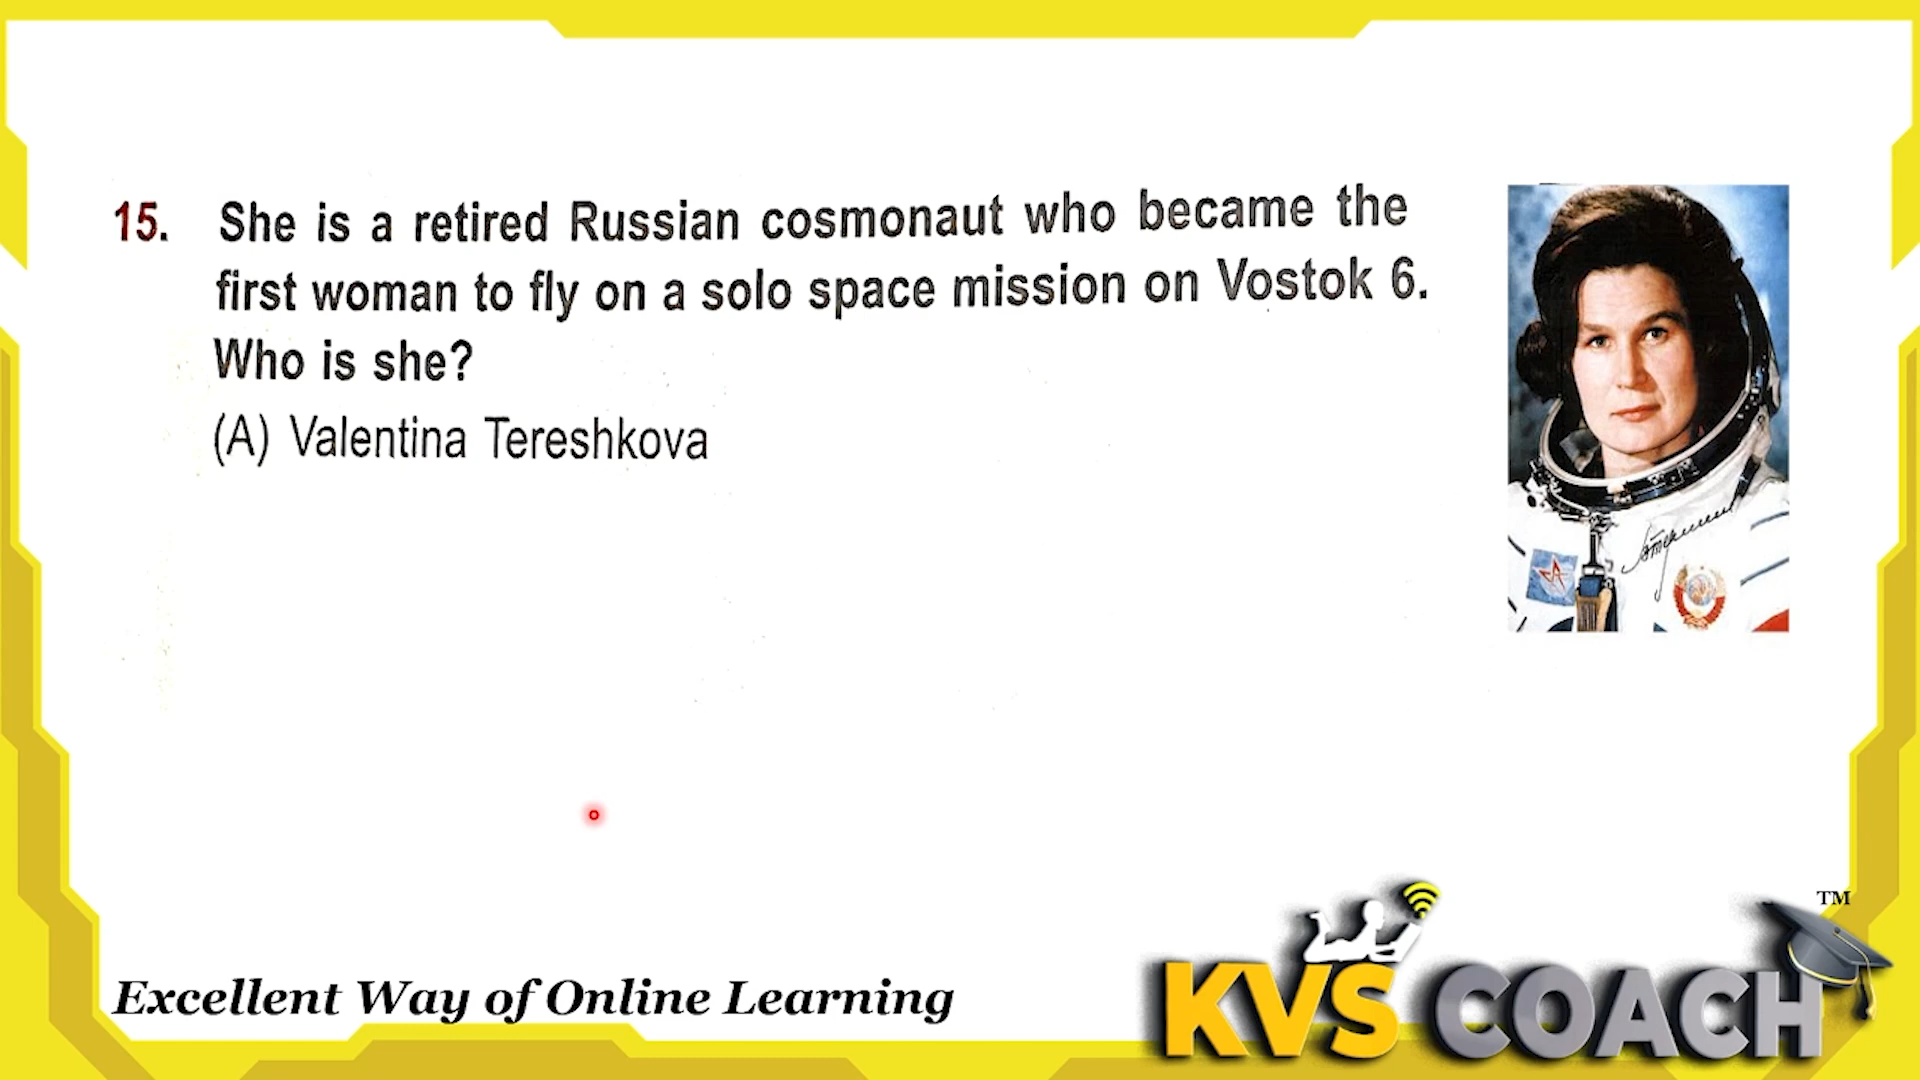 15. She is a retired Russian cosmonaut who became the
first woman to fly on a solo space mission on Vostok 6.
Who is she?
(A) Valentina Tereshkova
Excellent Way of Online Learning
KVS COACH TM